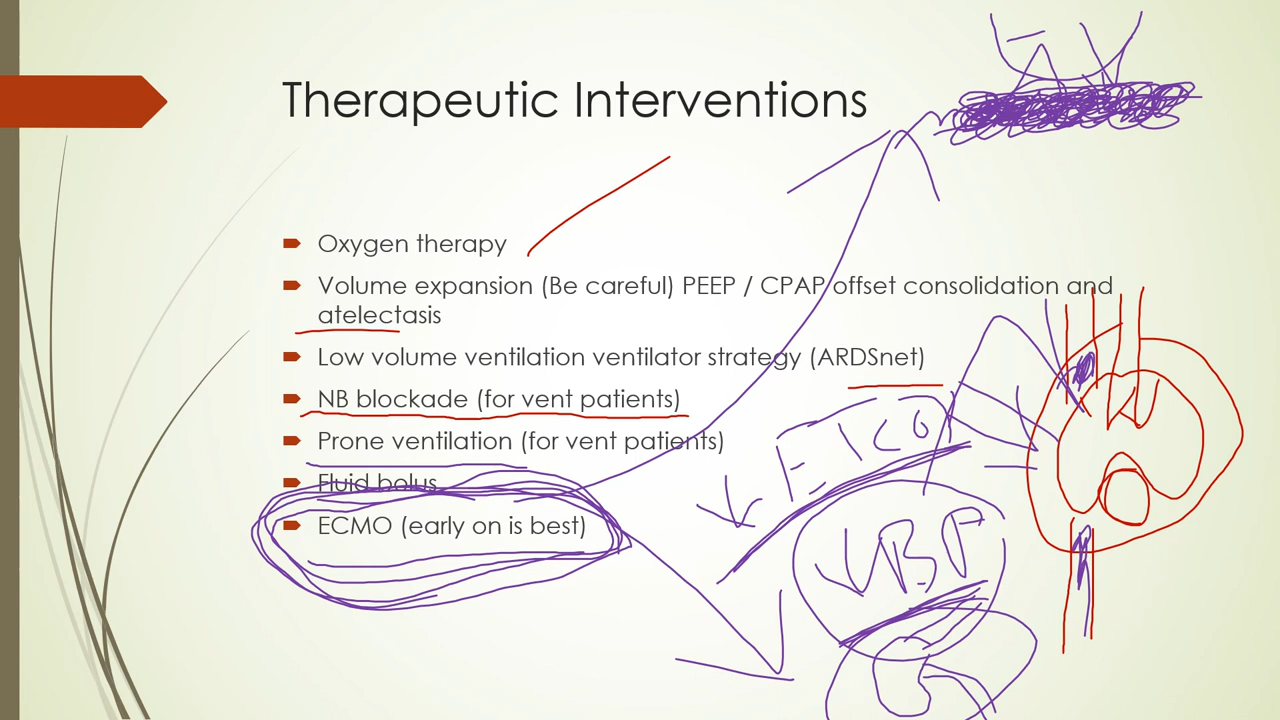 Therapeutic Interventions
Oxygen therapy
Volume expansion (Be careful) PEEP / CPAP offset consolidation and
atelectasis
Low volume ventilation ventilator strategy (ARDSnet)
NB blockade (for vent patients)
Prone ventilation (for vent patients)
Fluid bolus
ECMO (early on is best)
↓ BP